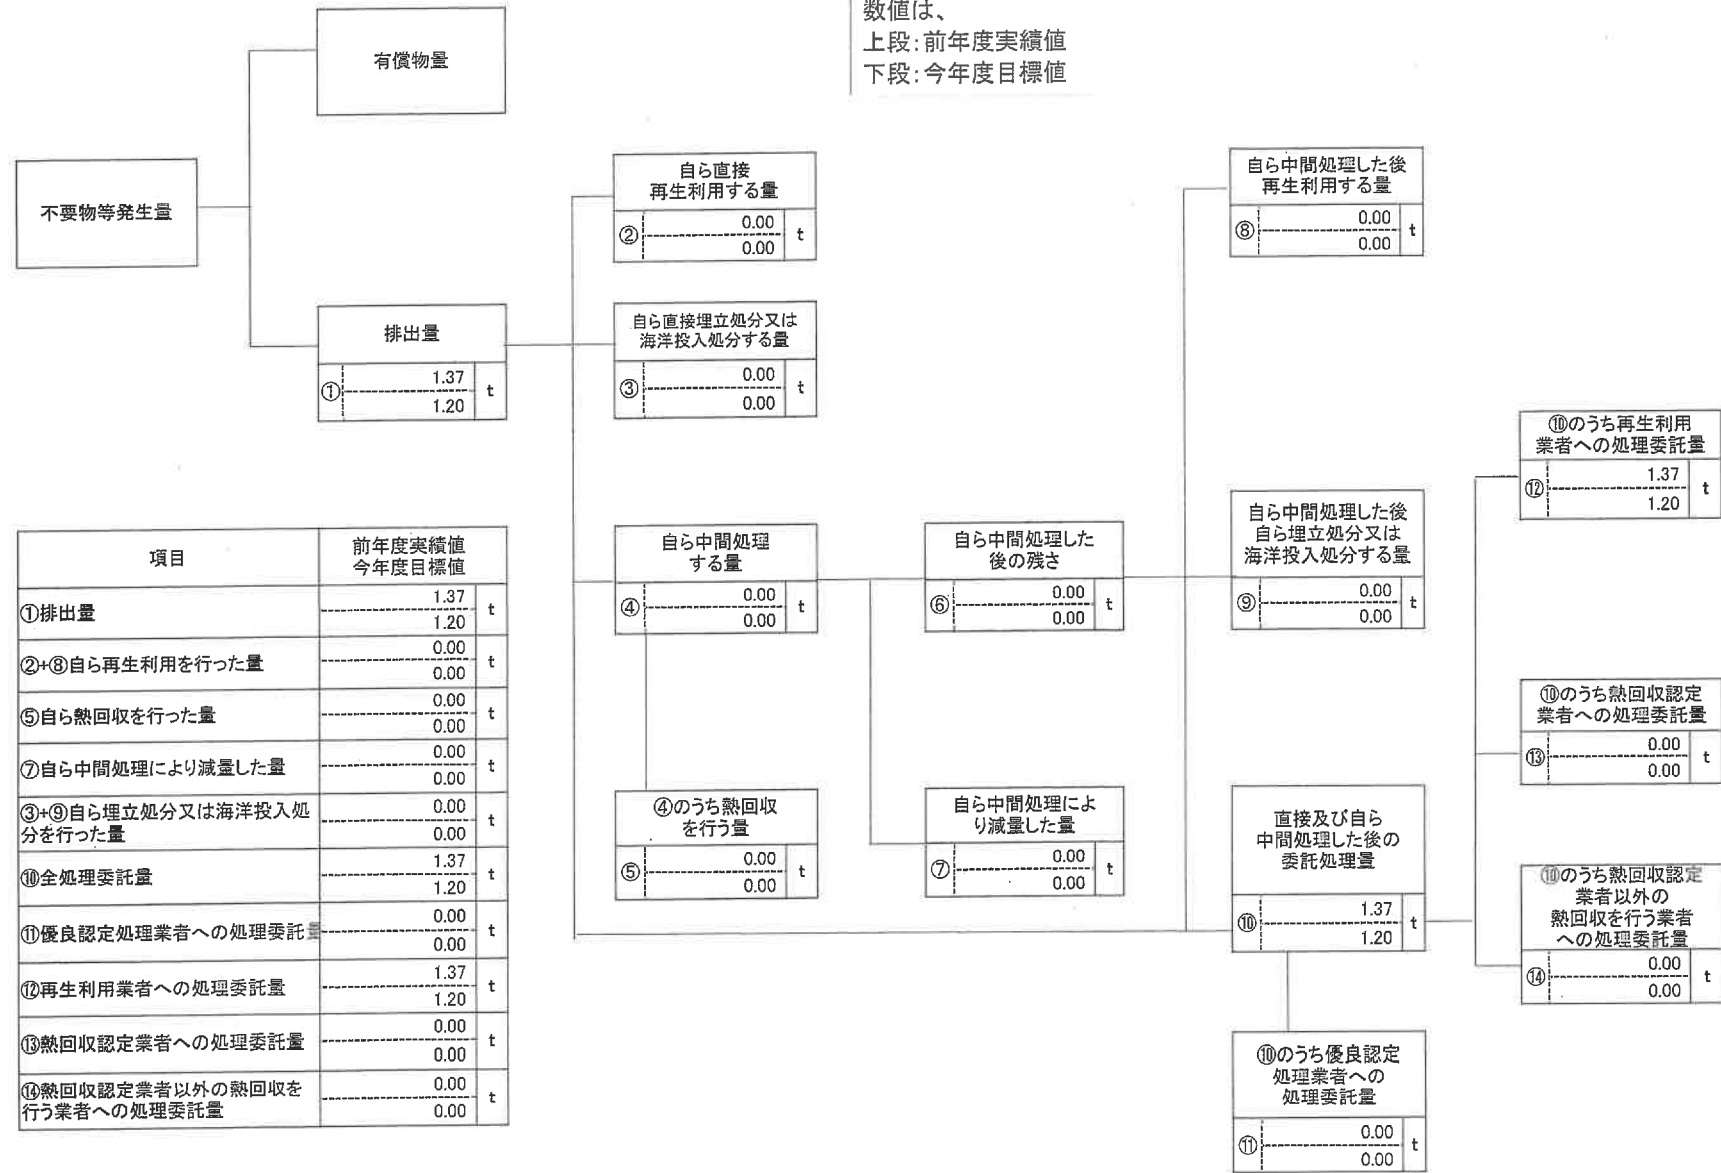 数値は、
上段:前年度実績値
下段:今年度目標値
有償物量
不要物等発生量
排出量
① 1.37 t
1.20
自ら直接
再生利用する量
② 0.00 t
0.00
自ら直接埋立処分又は
海洋投入処分する量
③ 0.00 t
0.00
自ら中間処理
する量
④ 0.00 t
0.00
④のうち熱回収
を行う量
⑤ 0.00 t
0.00
自ら中間処理した
後の残さ
⑥ 0.00 t
0.00
自ら中間処理によ
り減量した量
⑦ 0.00 t
0.00
自ら中間処理した後
再生利用する量
⑧ 0.00 t
0.00
自ら中間処理した後
自ら埋立処分又は
海洋投入処分する量
⑨ 0.00 t
0.00
直接及び自ら
中間処理した後の
委託処理量
⑩ 1.37 t
1.20
⑩のうち優良認定
処理業者への
処理委託量
⑪ 0.00 t
0.00
⑩のうち再生利用
業者への処理委託量
⑫ 1.37 t
1.20
⑩のうち熱回収認定
業者への処理委託量
⑬ 0.00 t
0.00
⑩のうち熱回収認定
業者以外の
熱回収を行う業者
への処理委託量
⑭ 0.00 t
0.00
項目 前年度実績値
今年度目標値
①排出量 1.37 t
1.20
②+⑧自ら再生利用を行った量 0.00 t
0.00
⑤自ら熱回収を行った量 0.00 t
0.00
⑦自ら中間処理により減量した量 0.00 t
0.00
③+⑨自ら埋立処分又は海洋投入処 0.00 t
分を行った量 0.00
⑩全処理委託量 1.37 t
1.20
⑪優良認定処理業者への処理委託量 0.00 t
0.00
⑫再生利用業者への処理委託量 1.37 t
1.20
⑬熱回収認定業者への処理委託量 0.00 t
0.00
⑭熱回収認定業者以外の熱回収を 0.00 t
行う業者への処理委託量 0.00